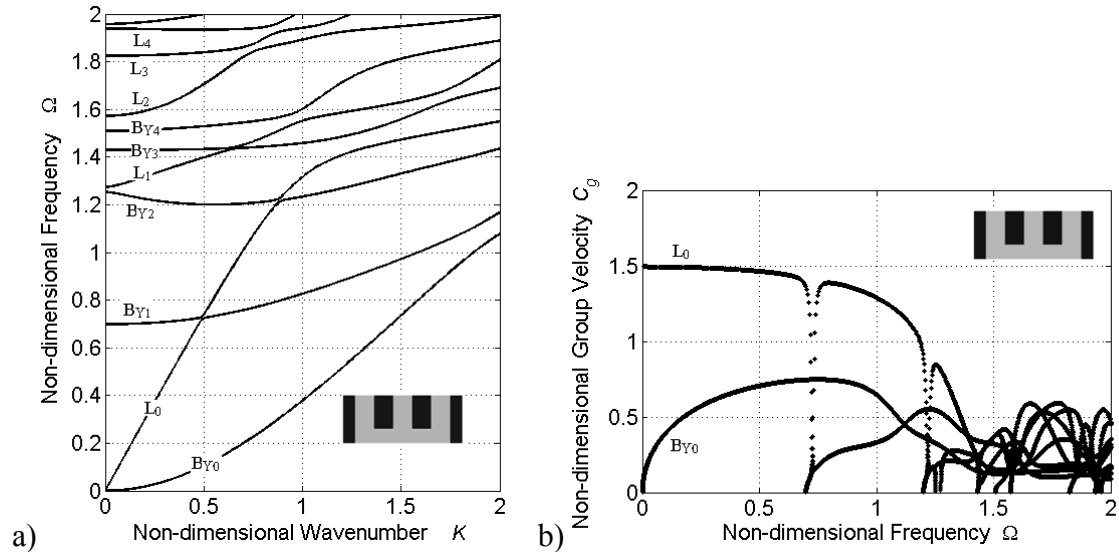 2
1.8
1.6
1.4
1.2
1
0.8
0.6
0.4
0.2
0
Non-dimensional Frequency Ω
L4
L3
L2
BY4
BY3
L1
BY2
BY1
L0
BY0
0 0.5 1 1.5 2
Non-dimensional Wavenumber K
a)
2
1.5
1
0.5
0
Non-dimensional Group Velocity Cg
L0
BY0
0 0.5 1 1.5 2
Non-dimensional Frequency Ω
b)